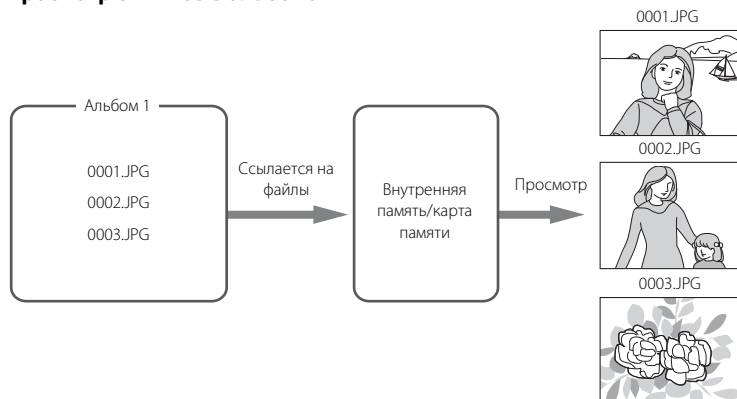 0001.JPG
Альбом 1
0001.JPG
0002.JPG
0003.JPG
Ссылается на
файлы
Внутренняя
память/карта
памяти
Просмотр
0002.JPG
0003.JPG